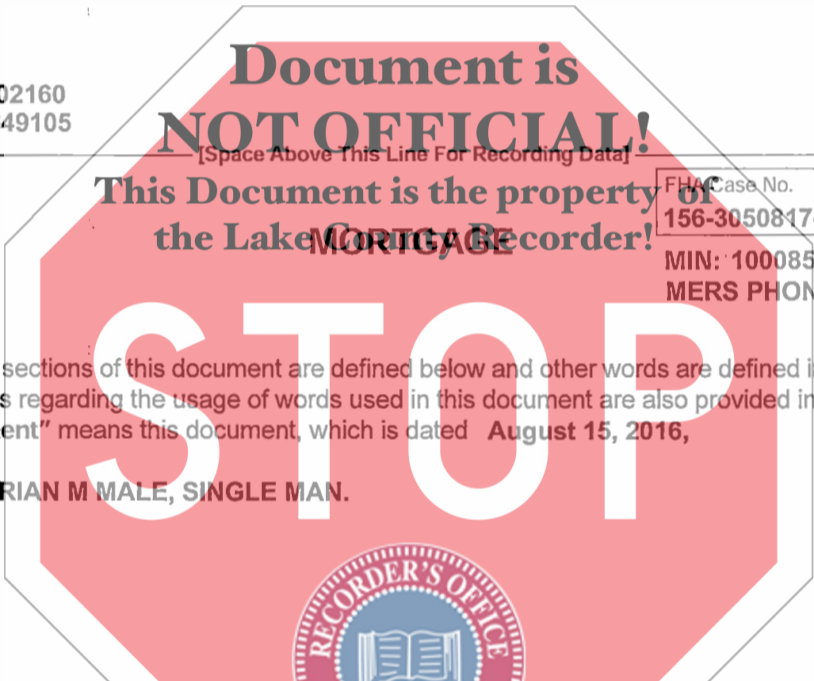 Document is
02160
49105
NOT OFFICIAL!
[Space Above This Line For Recording Data]
This Document is the property of
FHA Case No.
156-3050817-
the Lake County Recorder!
MORTGAGE
MIN: 100085
MERS PHON
STOP
sections of this document are defined below and other words are defined i
s regarding the usage of words used in this document are also provided in
ent” means this document, which is dated August 15, 2016,
RIAN M MALE, SINGLE MAN.
RECORDER'S OFFICE